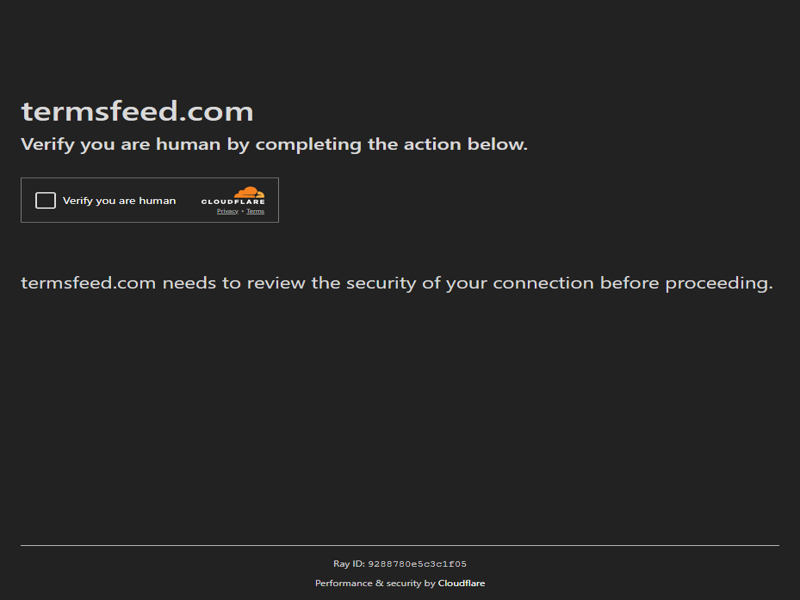 termsfeed.com
Verify you are human by completing the action below.
Verify you are human
CLOUDFLARE
Privacy • Terms
termsfeed.com needs to review the security of your connection before proceeding.
Ray ID: 9288780e5c3c1f05
Performance & security by Cloudflare